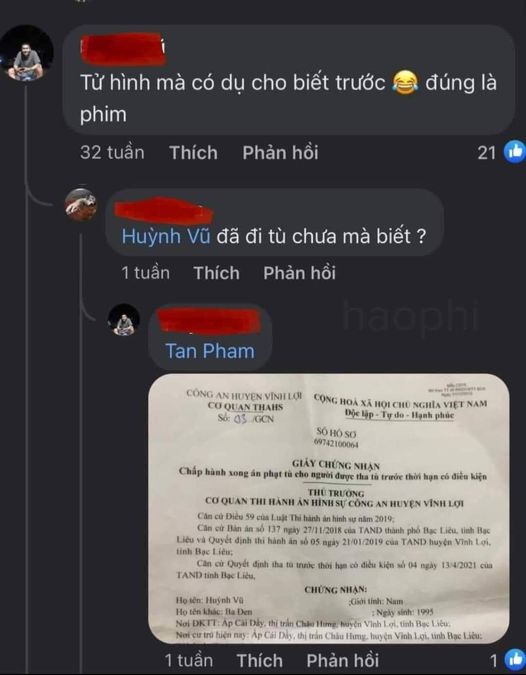 Tử hình mà có dụ cho biết trước 😂 đúng là
phim
32 tuần Thích Phản hồi 21
Huỳnh Vũ đã đi tù chưa mà biết ?
1 tuần Thích Phản hồi
haophi
Tan Pham
CÔNG AN HUYỆN VĨNH LỢI
CƠ QUAN THAHS
Số: 03 /GCN
CỘNG HOÀ XÃ HỘI CHỦ NGHĨA VIỆT NAM
Độc lập - Tự do - Hạnh phúc
SỐ HỒ SƠ
69742100064
GIẤY CHỨNG NHẬN
Chấp hành xong án phạt tù cho người được tha tù trước thời hạn có điều kiện
THỦ TRƯỞNG
CƠ QUAN THI HÀNH ÁN HÌNH SỰ CÔNG AN HUYỆN VĨNH LỢI
Căn cứ Điều 59 của Luật Thi hành án hình sự năm 2019;
Căn cứ Bản án số 137 ngày 27/11/2018 của TAND thành phố Bạc Liêu, tỉnh Bạc
Liêu và Quyết định thi hành án số 05 ngày 21/01/2019 của TAND huyện Vĩnh Lợi,
tỉnh Bạc Liêu;
Căn cứ Quyết định tha tù trước thời hạn có điều kiện số 04 ngày 13/4/2021 của
TAND tỉnh Bạc Liêu,
CHỨNG NHẬN:
Họ tên: Huỳnh Vũ ;Giới tính: Nam
Họ tên khác: Ba Đen ; Ngày sinh: 1995
Nơi ĐKTT: Ấp Cái Dầy, thị trấn Châu Hưng, huyện Vĩnh Lợi, tỉnh Bạc Liêu;
Nơi cư trú hiện nay: Ấp Cái Dầy, thị trấn Châu Hưng, huyện Vĩnh Lợi, tỉnh Bạc Liêu;
1 tuần Thích Phản hồi 1